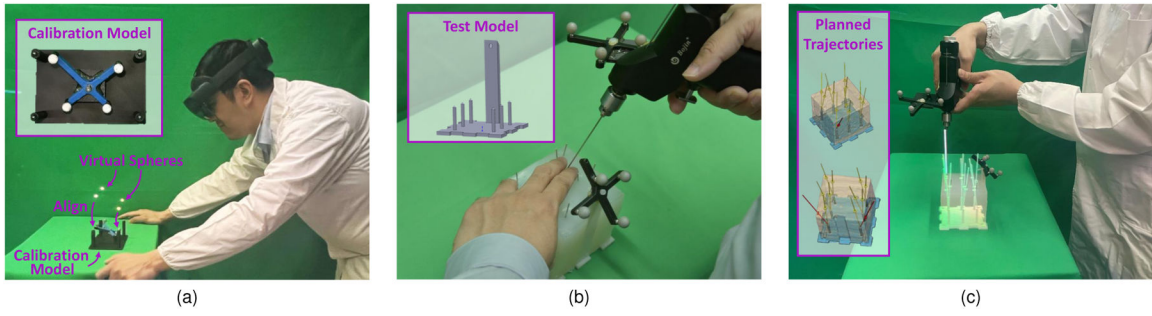 Calibration Model
Virtual Spheres
Align
Calibration
Model
(a)
Test Model
(b)
Planned
Trajectories
(c)